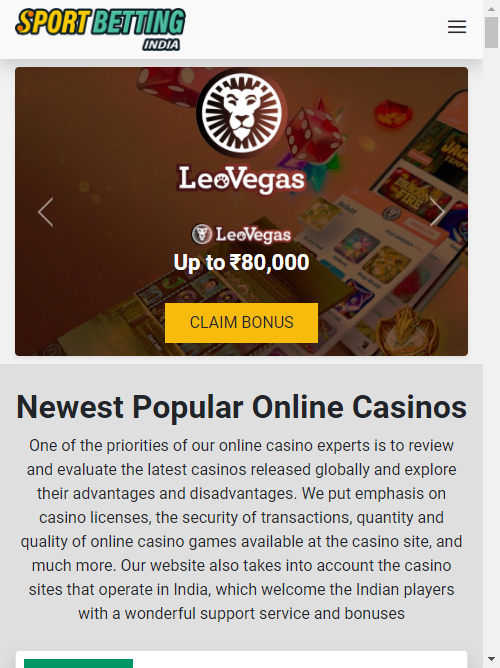 SPORT BETTING
INDIA
LeoVegas
LeoVegas
Up to ₹80,000
CLAIM BONUS
Newest Popular Online Casinos
One of the priorities of our online casino experts is to review
and evaluate the latest casinos released globally and explore
their advantages and disadvantages. We put emphasis on
casino licenses, the security of transactions, quantity and
quality of online casino games available at the casino site, and
much more. Our website also takes into account the casino
sites that operate in India, which welcome the Indian players
with a wonderful support service and bonuses